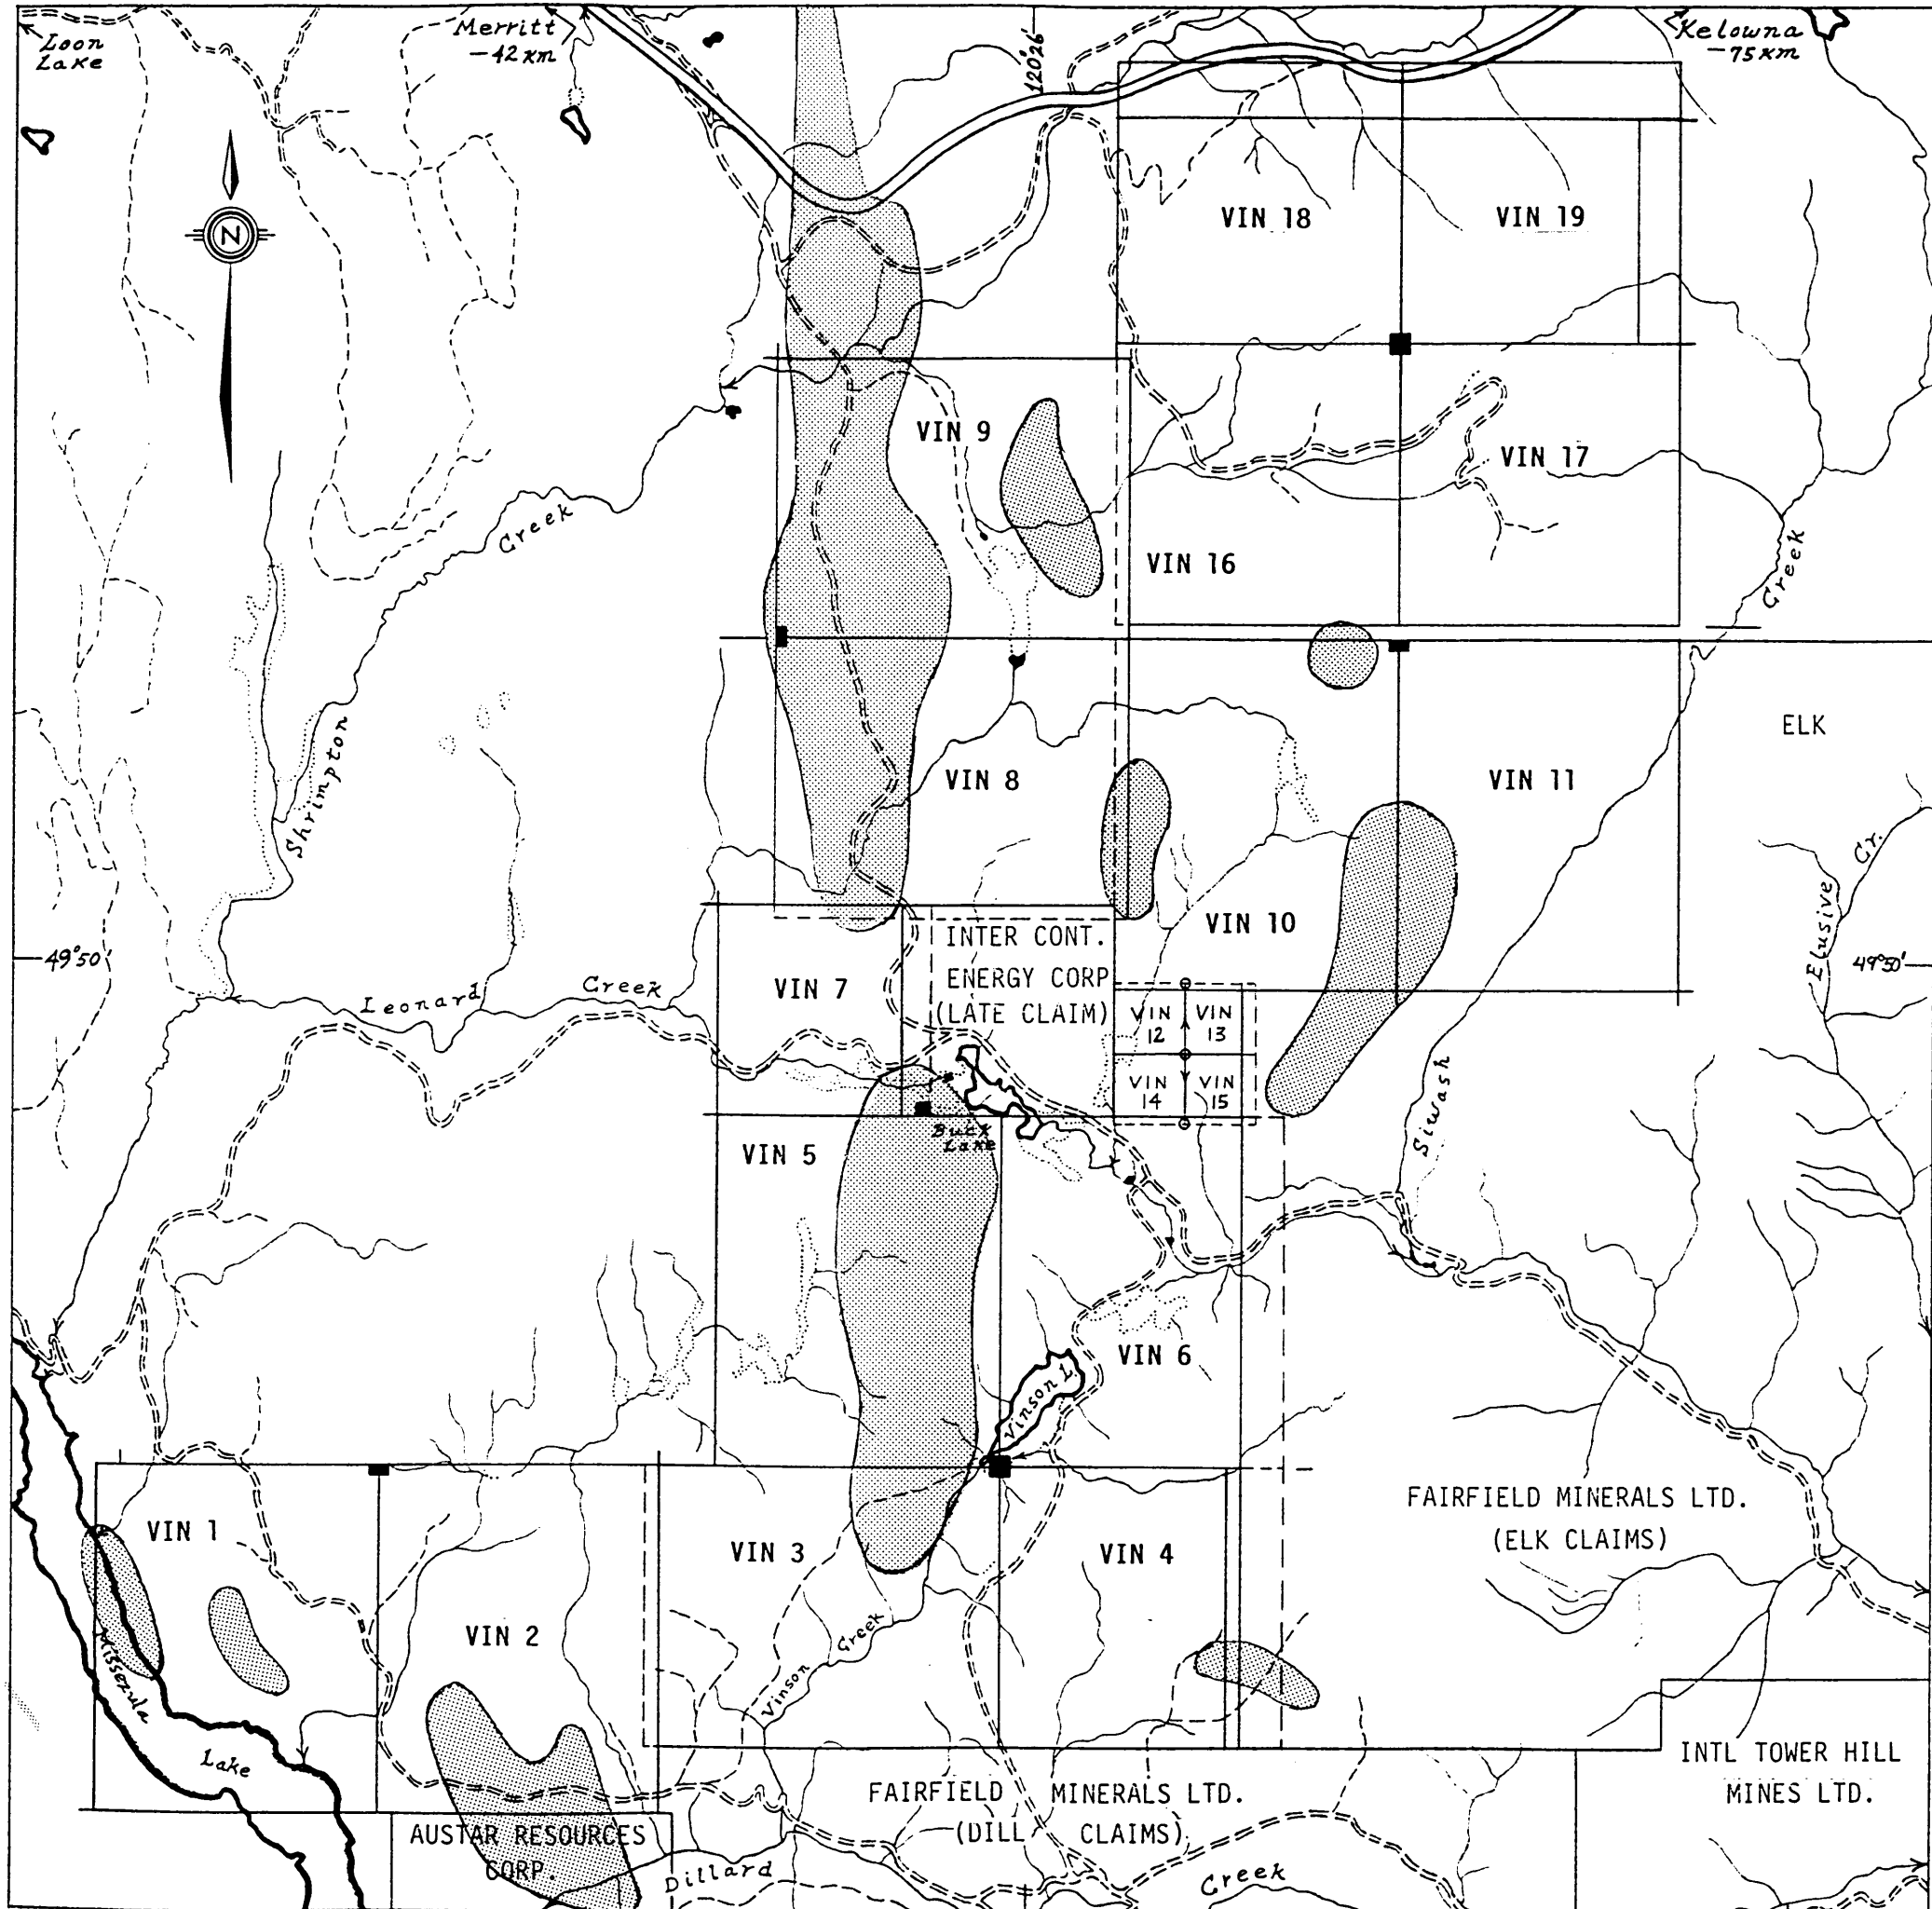 Loon
Lake
Merritt
-42 km
120°26'
Kelowna
-75 km
N
VIN 18
VIN 19
VIN 9
VIN 17
Creek
VIN 16
Creek
Shrimpton
ELK
VIN 8
VIN 11
Elusive
Cr.
VIN 10
INTER CONT.
ENERGY CORP
(LATE CLAIM)
49°50'
49°50'
VIN 7
Leonard
Creek
VIN
12
VIN
13
VIN
14
VIN
15
Siwash
Buck
Lake
VIN 5
VIN 6
Vinson L.
FAIRFIELD MINERALS LTD.
(ELK CLAIMS)
VIN 1
VIN 3
VIN 4
VIN 2
Missezula
Lake
Vinson
Creek
INTL TOWER HILL
MINES LTD.
FAIRFIELD MINERALS LTD.
(DILL CLAIMS)
AUSTAR RESOURCES
CORP.
Dillard
Creek